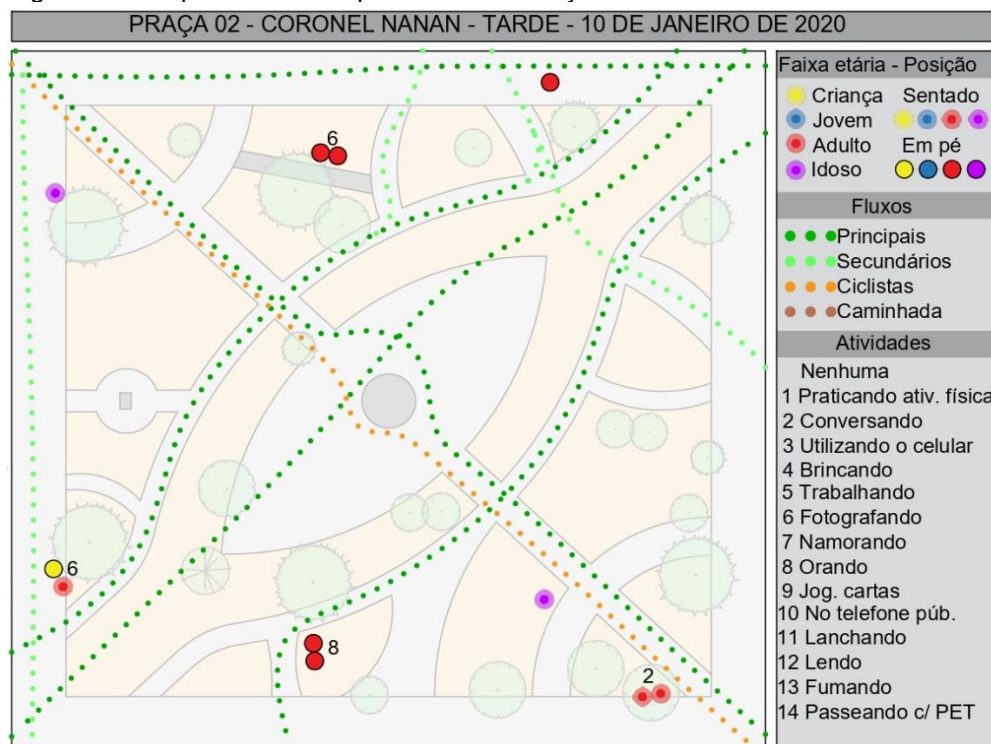 PRAÇA 02 - CORONEL NANAN - TARDE - 10 DE JANEIRO DE 2020
Faixa etária - Posição
Criança Sentado
Jovem
Adulto Em pé
Idoso
Fluxos
Principais
Secundários
Ciclistas
Caminhada
Atividades
Nenhuma
1 Praticando ativ. física
2 Conversando
3 Utilizando o celular
4 Brincando
5 Trabalhando
6 Fotografando
7 Namorando
8 Orando
9 Jog. cartas
10 No telefone púb.
11 Lanchando
12 Lendo
13 Fumando
14 Passeando c/ PET
6
6
8
2